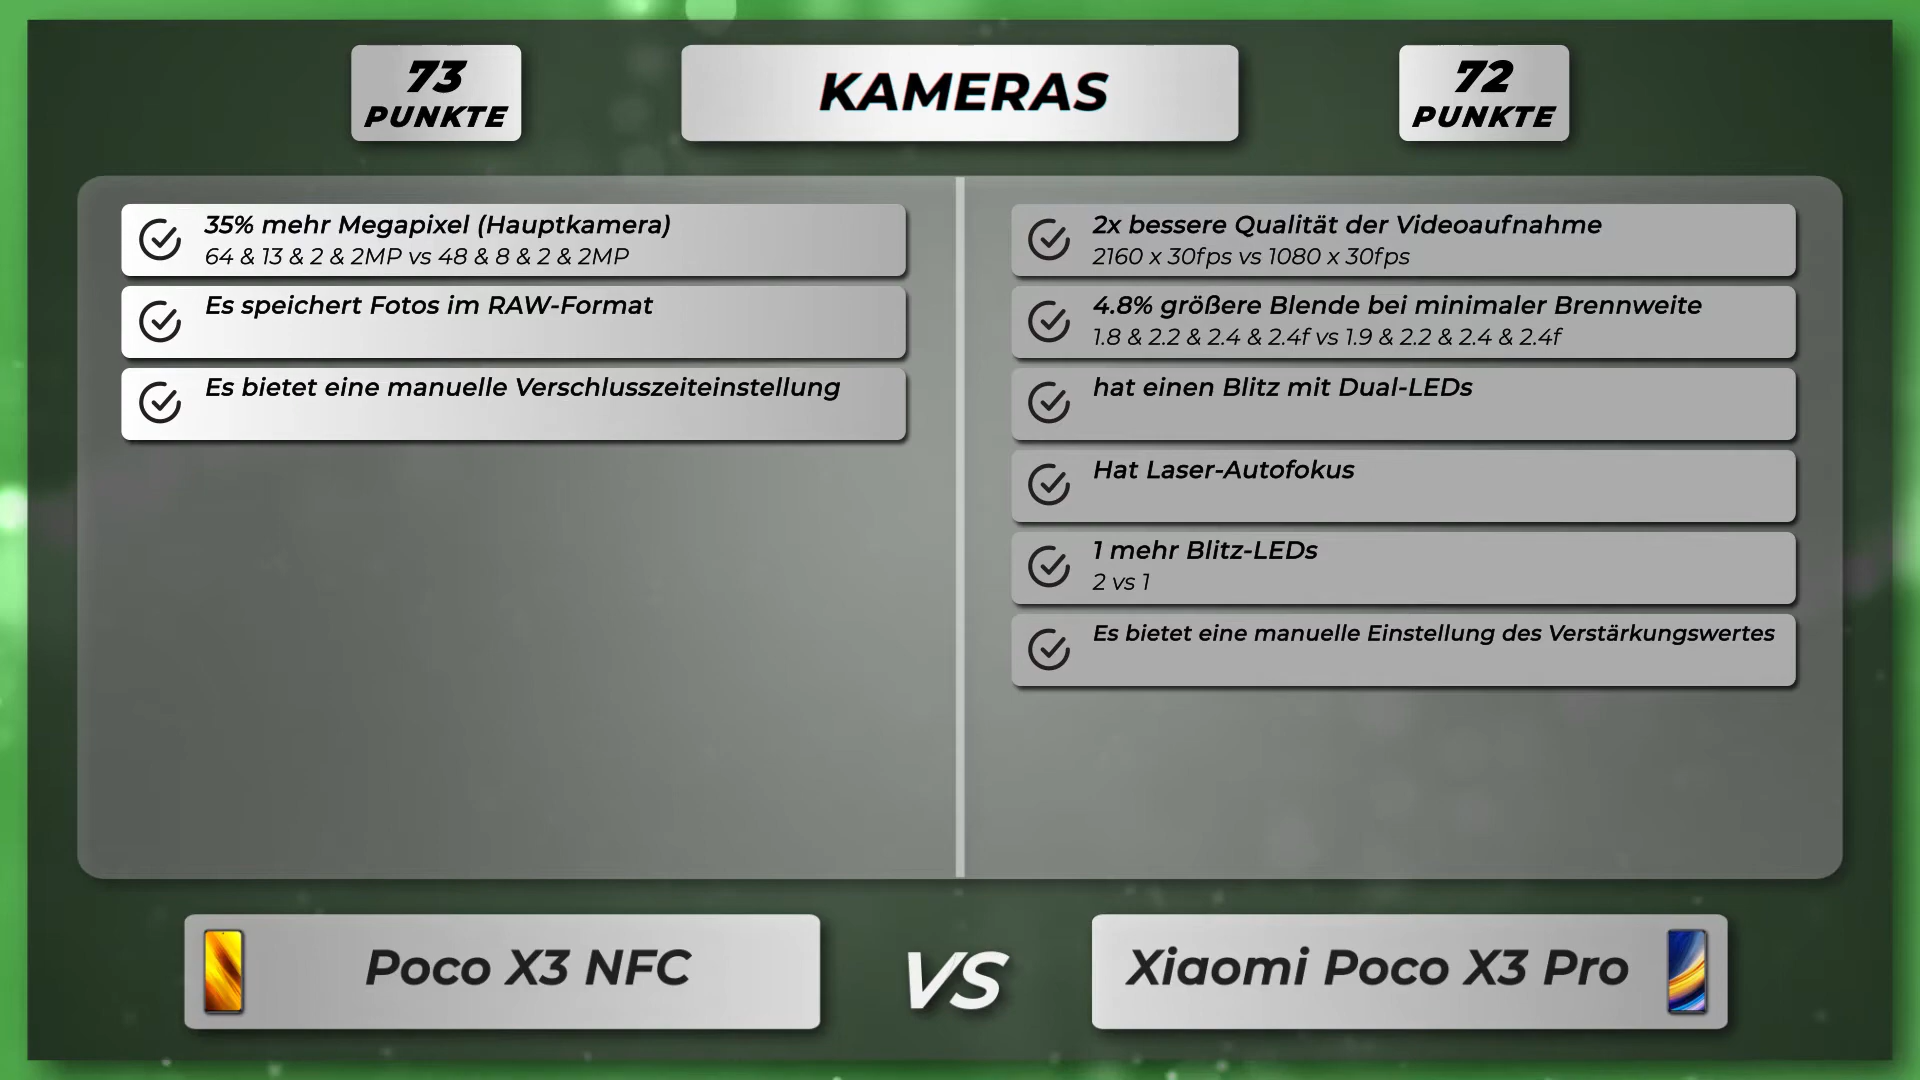 73
PUNKTE
KAMERAS
72
PUNKTE
35% mehr Megapixel (Hauptkamera)
64 & 13 & 2 & 2MP vs 48 & 8 & 2 & 2MP
Es speichert Fotos im RAW-Format
Es bietet eine manuelle Verschlusszeiteinstellung
2x bessere Qualität der Videoaufnahme
2160 x 30fps vs 1080 x 30fps
4.8% größere Blende bei minimaler Brennweite
1.8 & 2.2 & 2.4 & 2.4f vs 1.9 & 2.2 & 2.4 & 2.4f
hat einen Blitz mit Dual-LEDs
Hat Laser-Autofokus
1 mehr Blitz-LEDs
2 vs 1
Es bietet eine manuelle Einstellung des Verstärkungswertes
Poco X3 NFC
VS
Xiaomi Poco X3 Pro